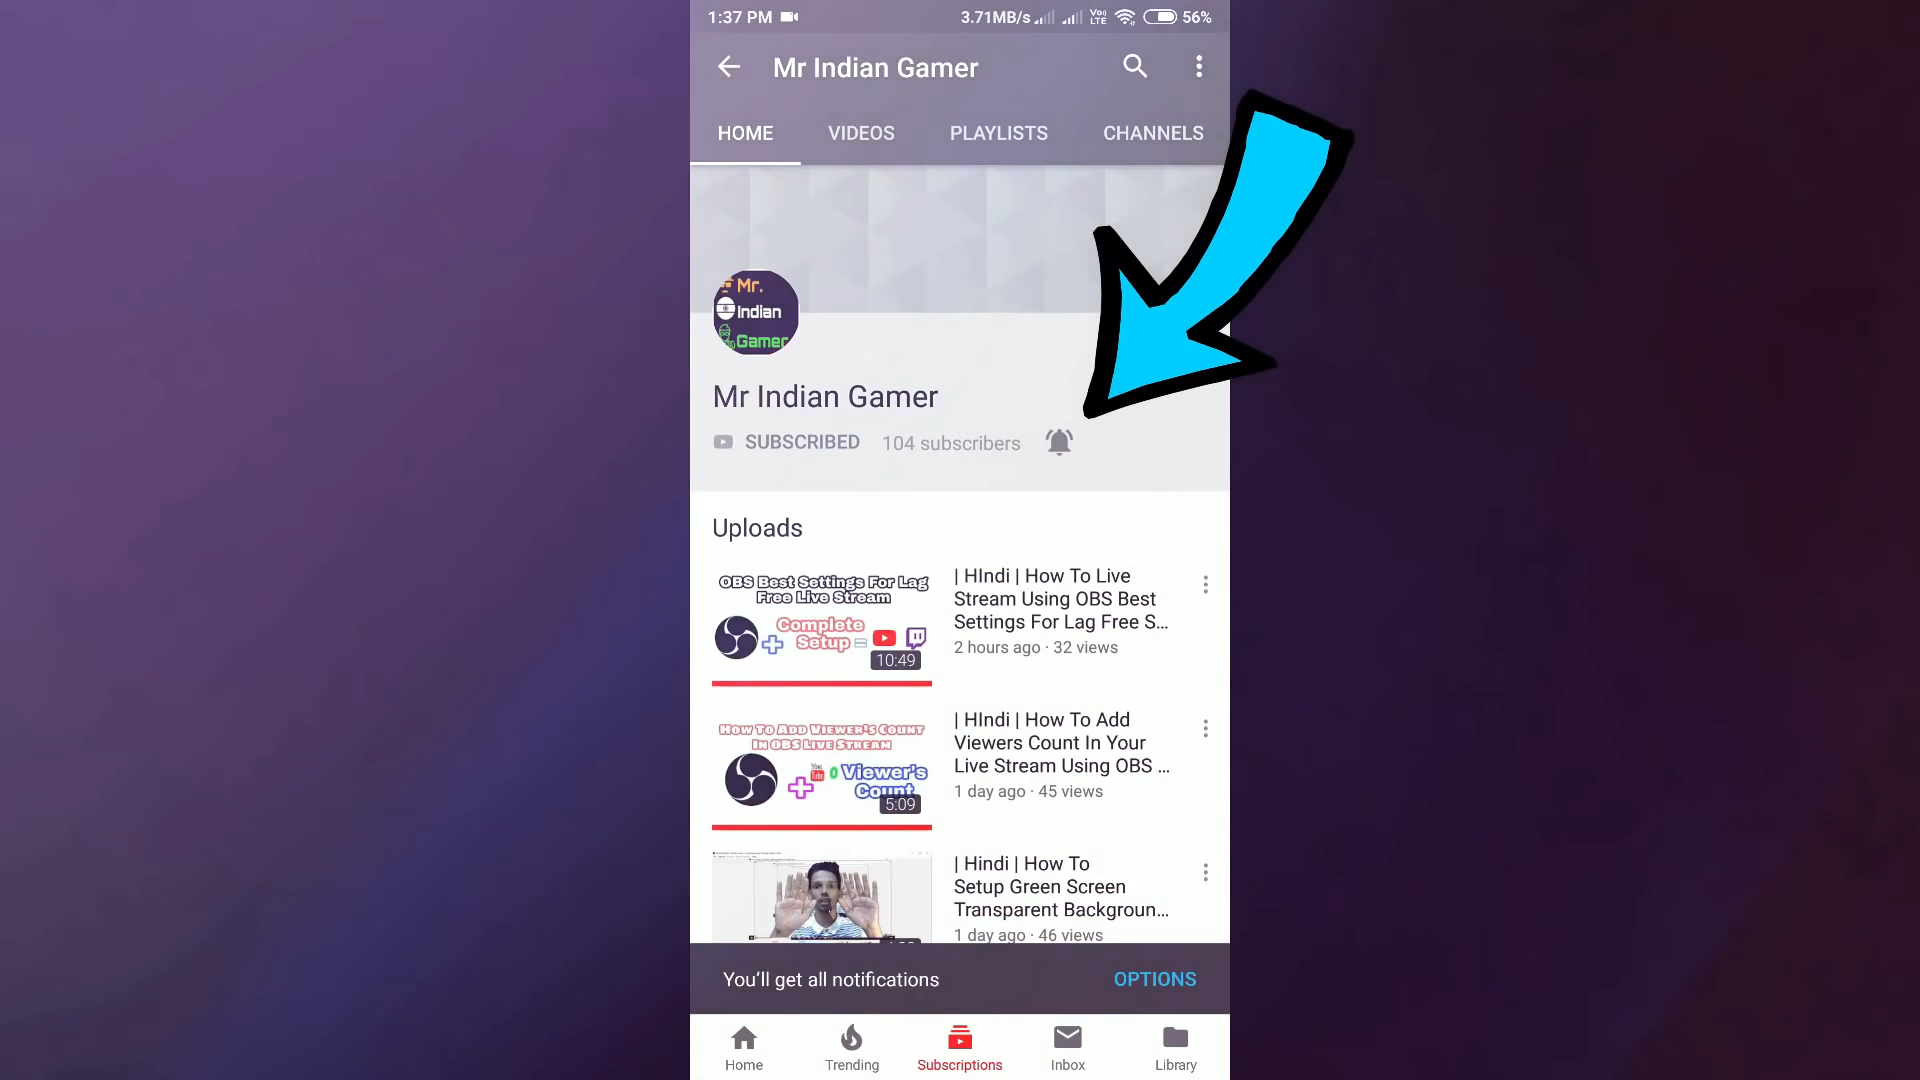 1:37 PM
3.71MB/s
VoLTE
56%
Mr Indian Gamer
HOME
VIDEOS
PLAYLISTS
CHANNELS
Mr.
Indian
Gamer
Mr Indian Gamer
SUBSCRIBED
104 subscribers
Uploads
OBS Best Settings For Lag
Free Live Stream
Complete
Setup =
10:49
| HIndi | How To Live
Stream Using OBS Best
Settings For Lag Free S...
2 hours ago · 32 views
How To Add Viewer's Count
In OBS Live Stream
You
Tube
0 Viewer's
Count
5:09
| HIndi | How To Add
Viewers Count In Your
Live Stream Using OBS ...
1 day ago · 45 views
| Hindi | How To
Setup Green Screen
Transparent Backgroun...
1 day ago · 46 views
You'll get all notifications
OPTIONS
Home
Trending
Subscriptions
Inbox
Library